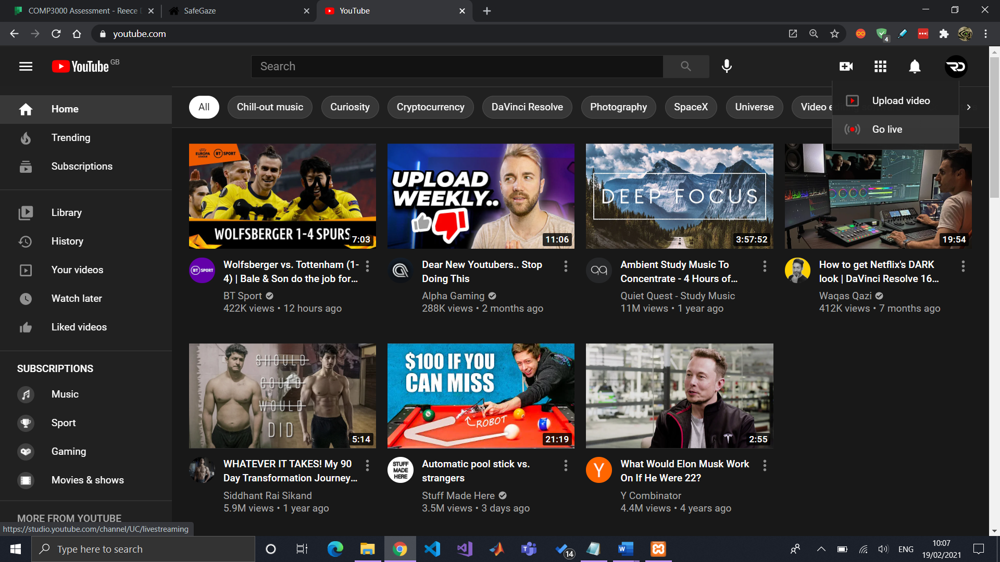 COMP3000 Assessment - Reece
SafeGaze
YouTube
youtube.com
4
YouTube GB
Search
Upload video
Go live
Home
Trending
Subscriptions
Library
History
Your videos
Watch later
Liked videos
SUBSCRIPTIONS
Music
Sport
Gaming
Movies & shows
MORE FROM YOUTUBE
All
Chill-out music
Curiosity
Cryptocurrency
DaVinci Resolve
Photography
SpaceX
Universe
Video e
EUROPA
LEAGUE
BT SPORT
WOLFSBERGER 1-4 SPURS
7:03
BT SPORT
Wolfsberger vs. Tottenham (1-
4) | Bale & Son do the job for...
BT Sport
422K views • 12 hours ago
UPLOAD
WEEKLY..
11:06
Dear New Youtubers.. Stop
Doing This
Alpha Gaming
288K views • 2 months ago
DEEP FOCUS
3:57:52
Ambient Study Music To
Concentrate - 4 Hours of...
Quiet Quest - Study Music
11M views • 1 year ago
19:54
How to get Netflix's DARK
look | DaVinci Resolve 16...
Waqas Qazi
412K views • 7 months ago
SHOULD
COULD
WOULD
DID
5:14
WHATEVER IT TAKES! My 90
Day Transformation Journey...
Siddhant Rai Sikand
5.9M views • 1 year ago
$100 IF YOU
CAN MISS
ROBOT
21:19
STUFF
MADE
HERE
Automatic pool stick vs.
strangers
Stuff Made Here
3.5M views • 3 days ago
2:55
Y
What Would Elon Musk Work
On If He Were 22?
Y Combinator
4.4M views • 4 years ago
https://studio.youtube.com/channel/UC/livestreaming
Type here to search
14
ENG
10:07
19/02/2021